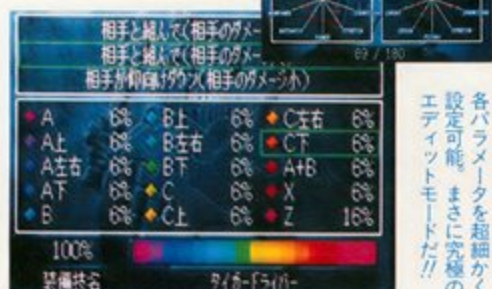 相手と組んで(相手のダメー
相手と組んで(相手のダメー
相手が仰向けダウン(相手のダメージ小)
A 6% B上 6% C左右 6%
A上 6% B左右 6% C下 6%
A左右 6% B下 6% A+B 6%
A下 6% C 6% X 6%
B 6% C上 6% Z 16%
100%
装備技名 タイガードライバー
69/180
各パラメータを超細かく
設定可能。まさに究極の
エディットモードだ!!